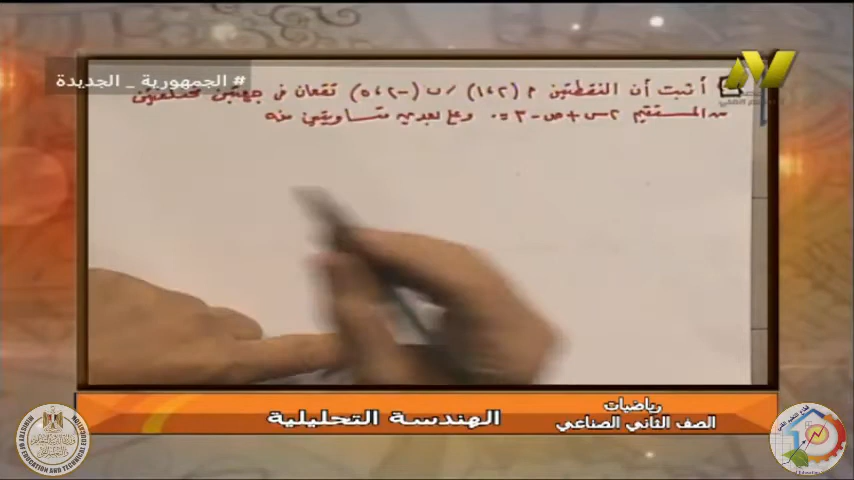 # الجمهورية _ الجديدة
أثبت أن النقطتين م (١،٢) ، ب (-٥،٢) تقعان في جهتين مختلفتين
من المستقيم ٢س + ص - ٣ = ٠ وعلى بعدين متساويين منه
رياضيات
الصف الثاني الصناعي
الهندسة التحليلية